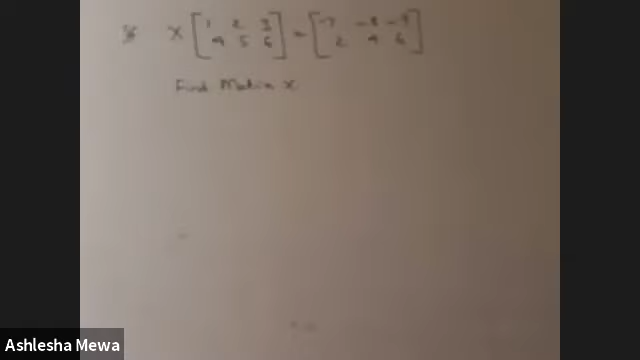 X [ 1 2 3 ] = [ -7 -8 -9 ]
[ 4 5 6 ] [ 2 4 6 ]
Find Matrix X
Ashlesha Mewa